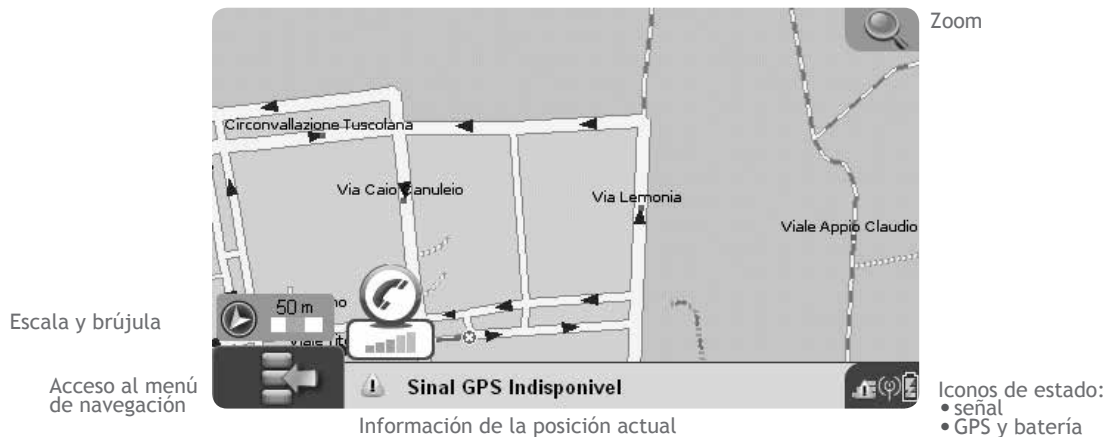 Zoom
Circonvallazione Tuscolana
Via Caio Canuleio
Via Lemonia
Viale Appio Claudio
50 m
Escala y brújula
Acceso al menú
de navegación
Sinal GPS Indisponivel
Iconos de estado:
• señal
• GPS y batería
Información de la posición actual